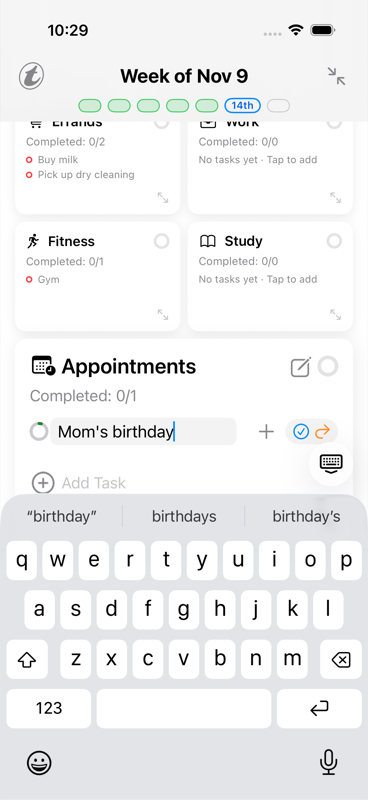 10:29
t
Week of Nov 9
14th
Errands
Completed: 0/2
Buy milk
Pick up dry cleaning
Work
Completed: 0/0
No tasks yet · Tap to add
Fitness
Completed: 0/1
Gym
Study
Completed: 0/0
No tasks yet · Tap to add
Appointments
Completed: 0/1
Mom's birthday
Add Task
“birthday” birthdays birthday’s
q w e r t y u i o p
a s d f g h j k l
z x c v b n m
123